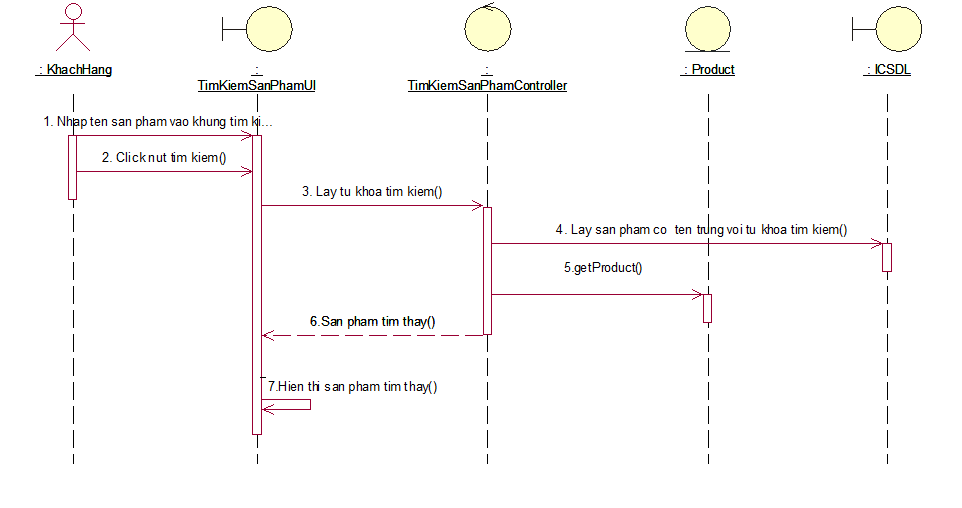 : KhachHang
:
TimKiemSanPhamUI
:
TimKiemSanPhamController
: Product
: ICSDL
1. Nhap ten san pham vao khung tim ki...
2. Click nut tim kiem()
3. Lay tu khoa tim kiem()
4. Lay san pham co ten trung voi tu khoa tim kiem()
5.getProduct()
6.San pham tim thay()
7.Hien thi san pham tim thay()